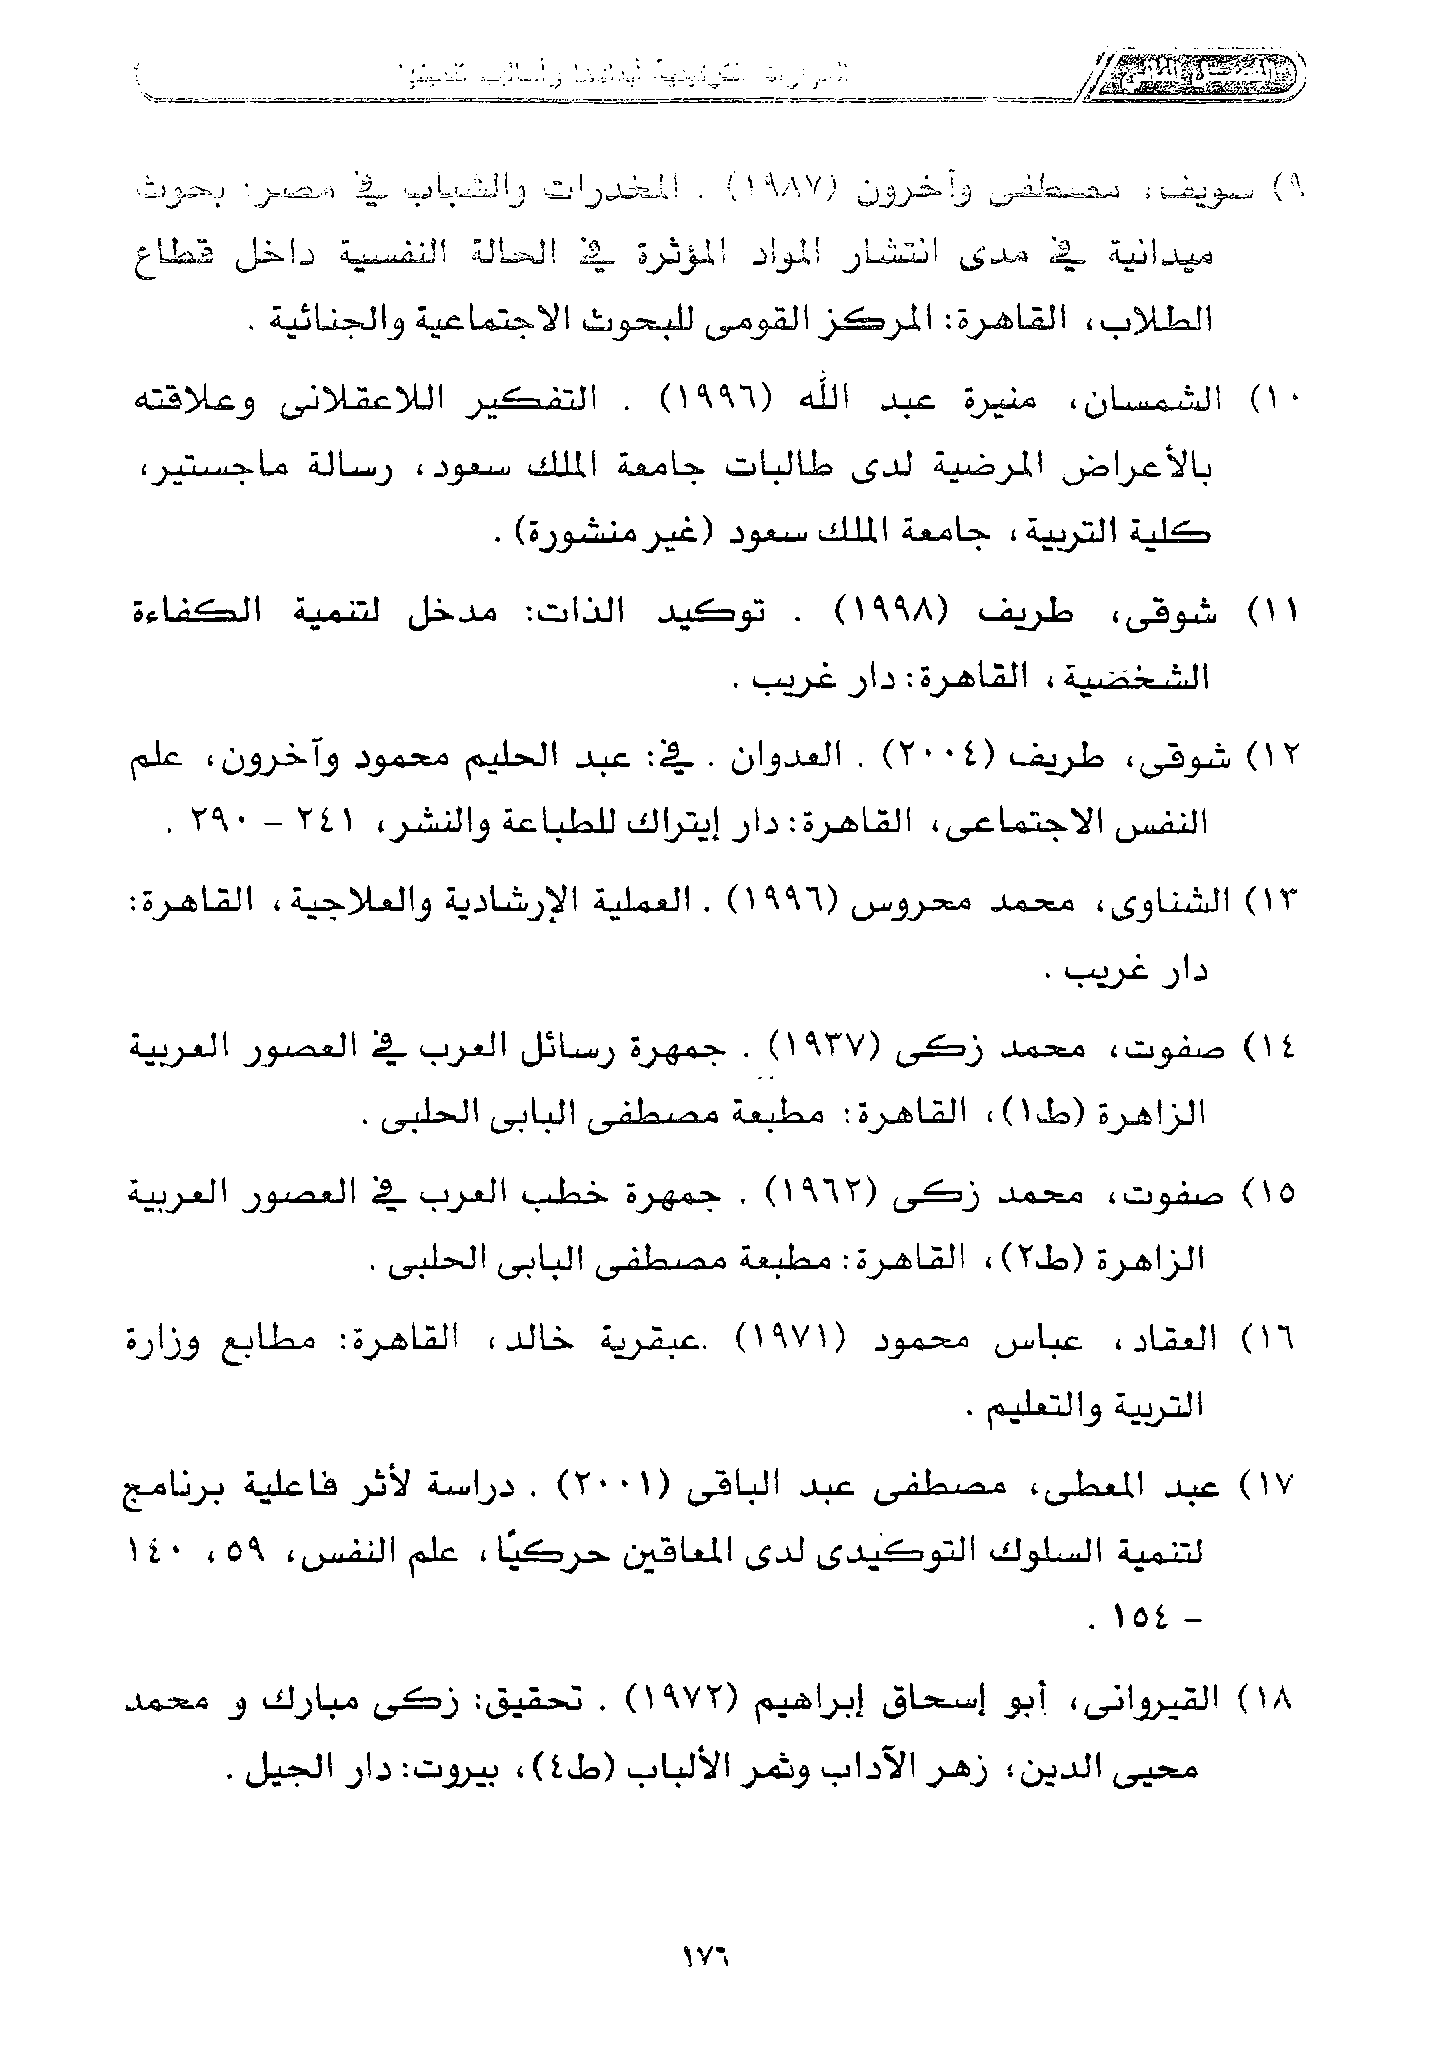 ٩) سويف، مصطفى وآخرون (١٩٨٧) . المخدرات والشباب في مصر: بحوث
ميدانية في مدى انتشار المواد المؤثرة في الحالة النفسية داخل قطاع
الطلاب، القاهرة: المركز القومى للبحوث الاجتماعية والجنائية .
١٠) الشمسان، منيرة عبد الله (١٩٩٦) . التفكير اللاعقلانى وعلاقته
بالأعراض المرضية لدى طالبات جامعة الملك سعود، رسالة ماجستير،
كلية التربية، جامعة الملك سعود (غير منشورة) .
١١) شوقى، طريف (١٩٩٨) . توكيد الذات: مدخل لتنمية الكفاءة
الشخصية، القاهرة: دار غريب .
١٢) شوقى، طريف (٢٠٠٤) . العدوان . في: عبد الحليم محمود وآخرون، علم
النفس الاجتماعى، القاهرة: دار إيتراك للطباعة والنشر، ٢٤١ – ٢٩٠ .
١٣) الشناوى، محمد محروس (١٩٩٦) . العملية الإرشادية والعلاجية، القاهرة:
دار غريب .
١٤) صفوت، محمد زكى (١٩٣٧) . جمهرة رسائل العرب في العصور العربية
الزاهرة (ط١)، القاهرة: مطبعة مصطفى البابى الحلبى .
١٥) صفوت، محمد زكى (١٩٦٢) . جمهرة خطب العرب في العصور العربية
الزاهرة (ط٢)، القاهرة: مطبعة مصطفى البابى الحلبى .
١٦) العقاد، عباس محمود (١٩٧١) .عبقرية خالد، القاهرة: مطابع وزارة
التربية والتعليم .
١٧) عبد المعطى، مصطفى عبد الباقى (٢٠٠١) . دراسة لأثر فاعلية برنامج
لتنمية السلوك التوكيدى لدى المعاقين حركيًا، علم النفس، ٥٩، ١٤٠
– ١٥٤ .
١٨) القيروانى، أبو إسحاق إبراهيم (١٩٧٢) . تحقيق: زكى مبارك و محمد
محيى الدين، زهر الآداب وثمر الألباب (ط٤)، بيروت: دار الجيل .
١٧٦